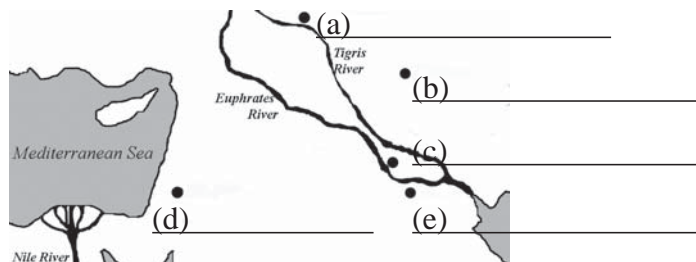 (a)
Tigris
River
(b)
Euphrates
River
Mediterranean Sea
(c)
(d)
(e)
Nile River